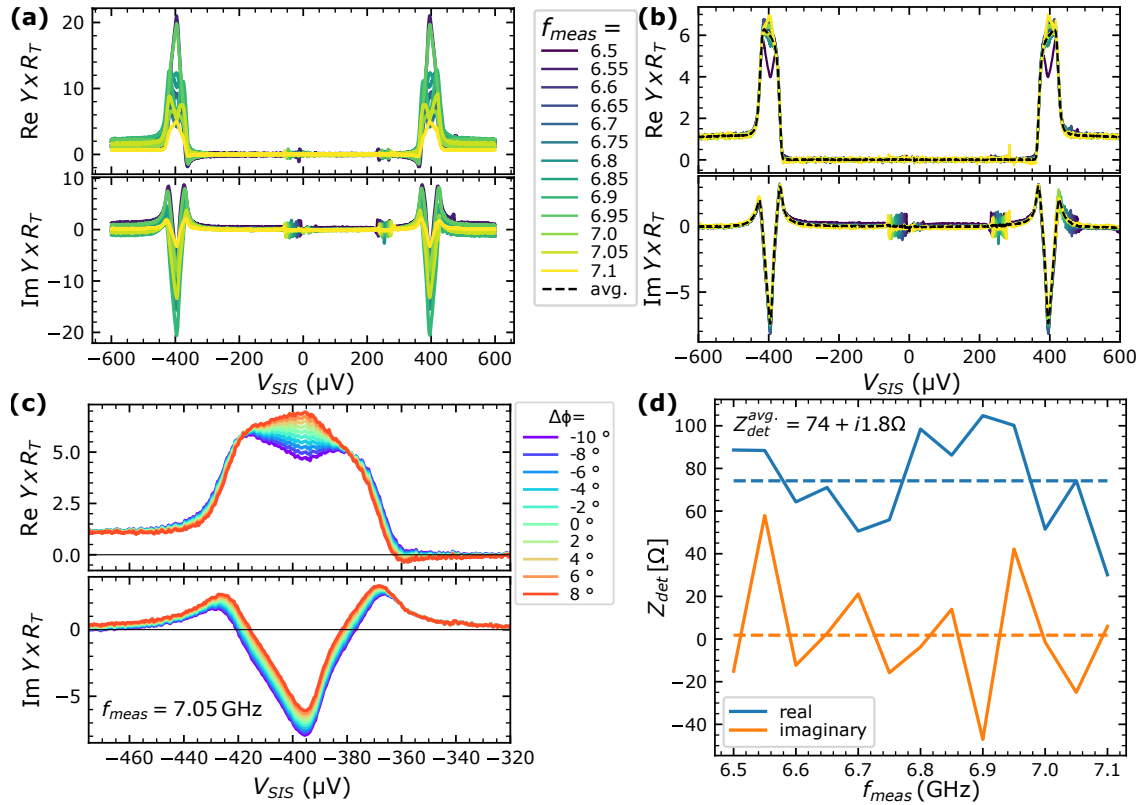 (a)
Re Y x R_T
20
10
0
Im Y x R_T
10
0
−10
−20
−600 −400 −200 0 200 400 600
V_SIS (μV)
f_meas =
6.5
6.55
6.6
6.65
6.7
6.75
6.8
6.85
6.9
6.95
7.0
7.05
7.1
avg.
(b)
Re Y x R_T
6
4
2
0
Im Y x R_T
0
−5
−600 −400 −200 0 200 400 600
V_SIS (μV)
(c)
Re Y x R_T
5.0
2.5
0.0
Im Y x R_T
0
−5
f_meas = 7.05 GHz
−460 −440 −420 −400 −380 −360 −340 −320
V_SIS (μV)
Δϕ=
-10 °
-8 °
-6 °
-4 °
-2 °
0 °
2 °
4 °
6 °
8 °
(d)
Z_det^avg. = 74 + i1.8Ω
Z_det [Ω]
100
80
60
40
20
0
−20
−40
real
imaginary
6.5 6.6 6.7 6.8 6.9 7.0 7.1
f_meas (GHz)